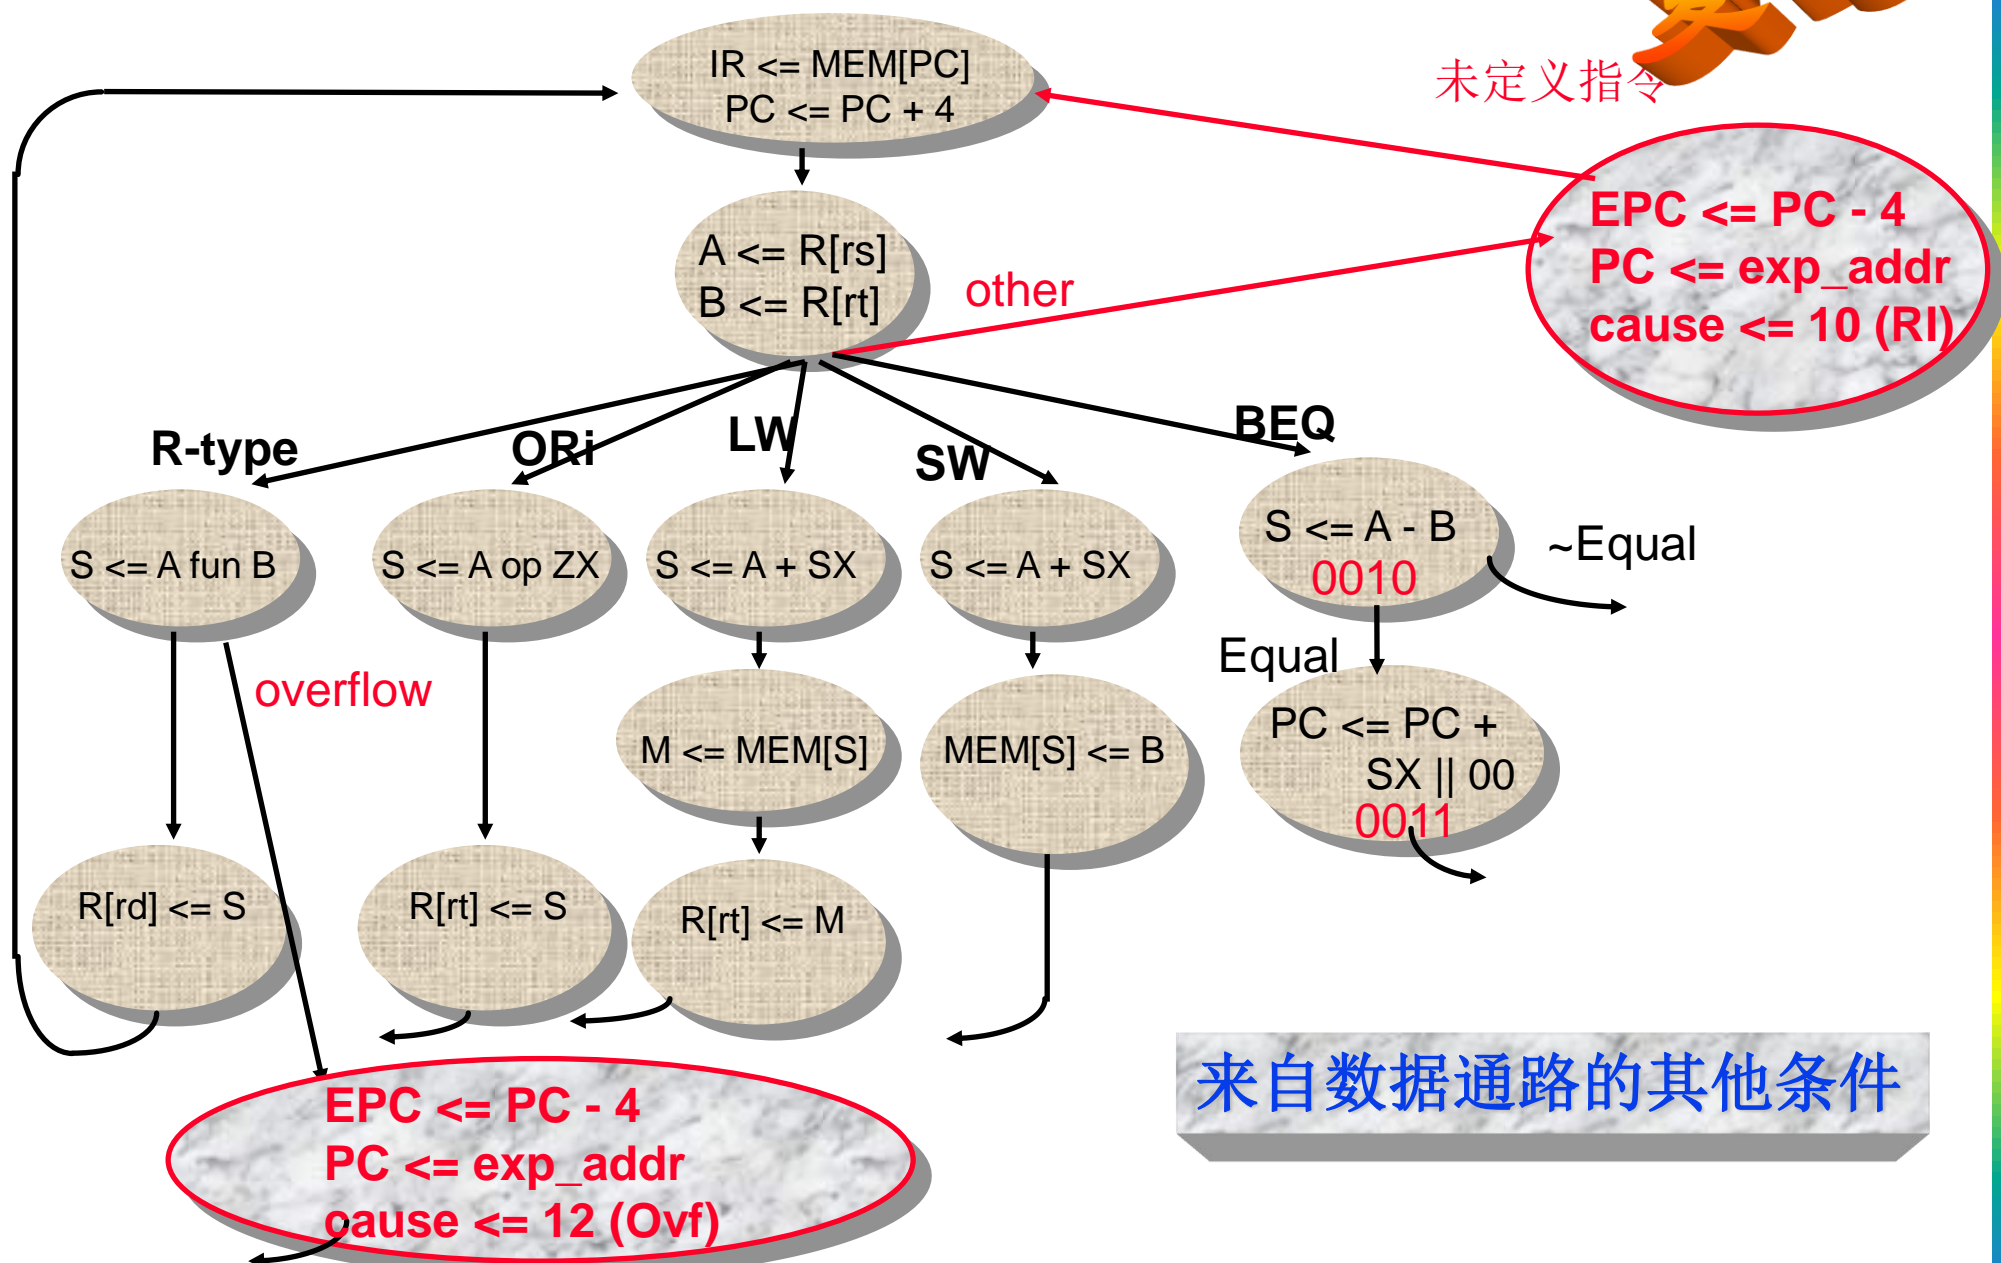 IR <= MEM[PC]
PC <= PC + 4
未定义指令
EPC <= PC - 4
PC <= exp_addr
cause <= 10 (RI)
A <= R[rs]
B <= R[rt]
other
R-type
ORi
LW
SW
BEQ
S <= A fun B
S <= A op ZX
S <= A + SX
S <= A + SX
S <= A - B
0010
~Equal
Equal
overflow
M <= MEM[S]
MEM[S] <= B
PC <= PC +
SX || 00
0011
R[rd] <= S
R[rt] <= S
R[rt] <= M
来自数据通路的其他条件
EPC <= PC - 4
PC <= exp_addr
cause <= 12 (Ovf)